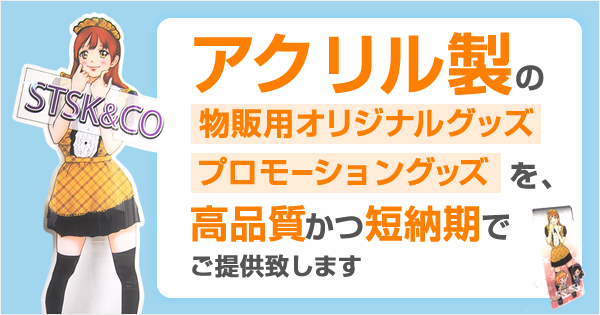 STSK&CO
アクリル製の
物販用オリジナルグッズ
プロモーショングッズ を、
高品質かつ短納期で
ご提供致します